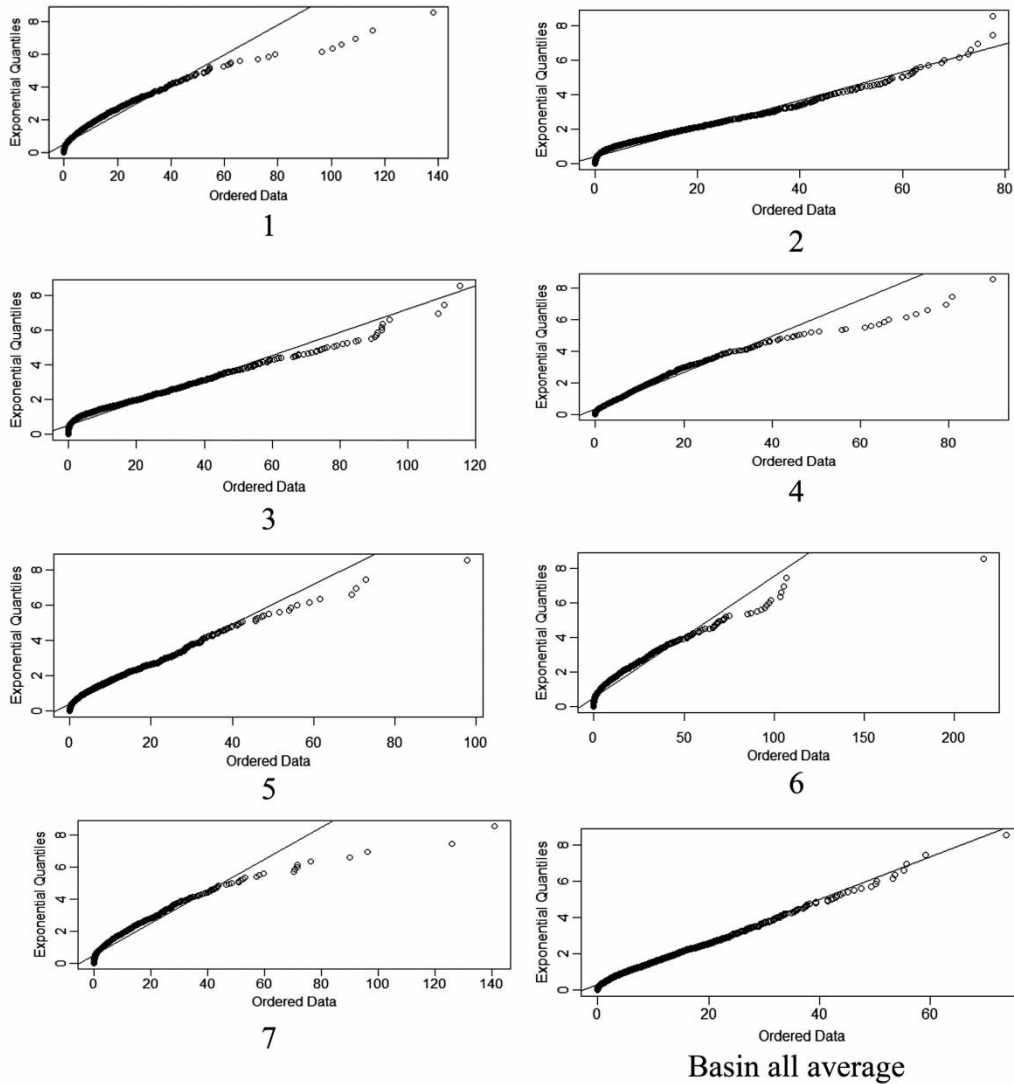 Exponential Quantiles
8
6
4
2
0
0 20 40 60 80 100 120 140
Ordered Data
1
Exponential Quantiles
8
6
4
2
0
0 20 40 60 80
Ordered Data
2
Exponential Quantiles
8
6
4
2
0
0 20 40 60 80 100 120
Ordered Data
3
Exponential Quantiles
8
6
4
2
0
0 20 40 60 80
Ordered Data
4
Exponential Quantiles
8
6
4
2
0
0 20 40 60 80 100
Ordered Data
5
Exponential Quantiles
8
6
4
2
0
0 50 100 150 200
Ordered Data
6
Exponential Quantiles
8
6
4
2
0
0 20 40 60 80 100 120 140
Ordered Data
7
Exponential Quantiles
8
6
4
2
0
0 20 40 60
Ordered Data
Basin all average